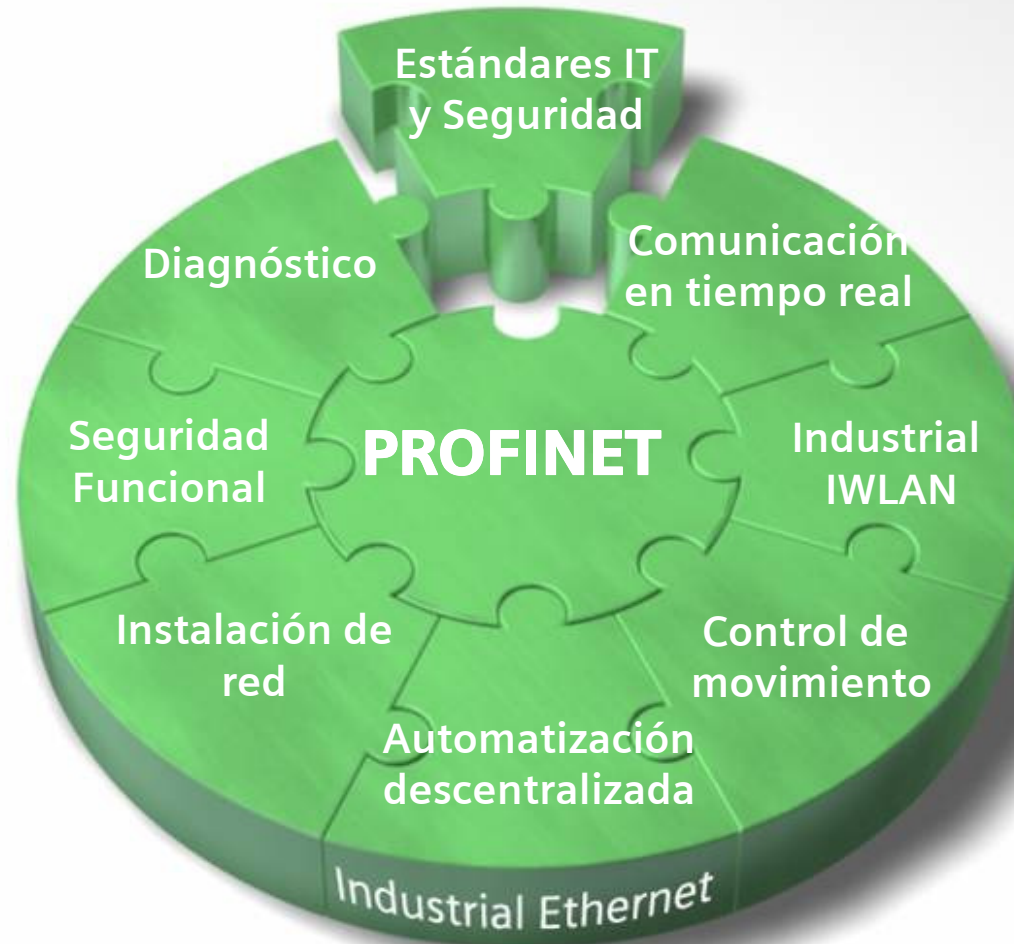 Estándares IT
y Seguridad
Diagnóstico
Comunicación
en tiempo real
Seguridad
Funcional
PROFINET
Industrial
IWLAN
Instalación de
red
Control de
movimiento
Automatización
descentralizada
Industrial Ethernet